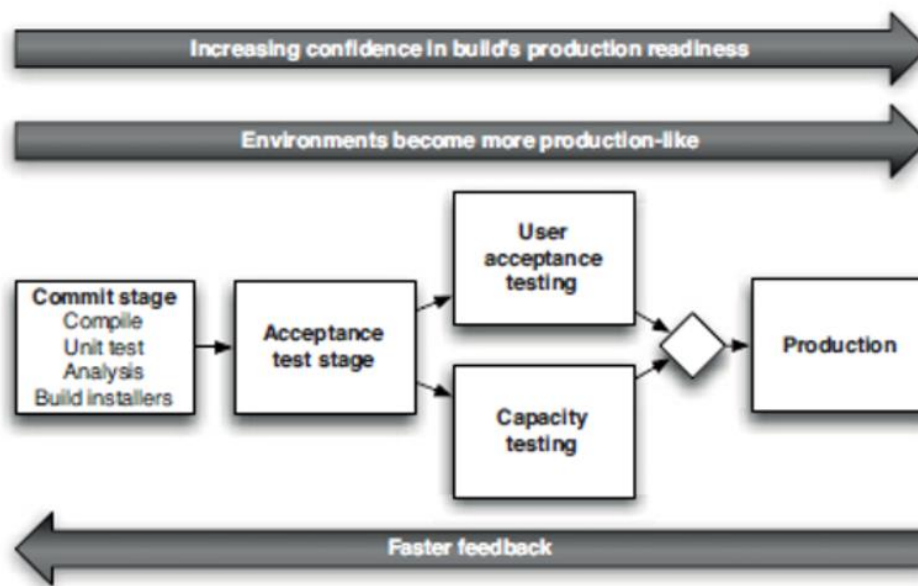 Increasing confidence in build's production readiness
Environments become more production-like
Commit stage
Compile
Unit test
Analysis
Build installers
Acceptance
test stage
User
acceptance
testing
Capacity
testing
Production
Faster feedback